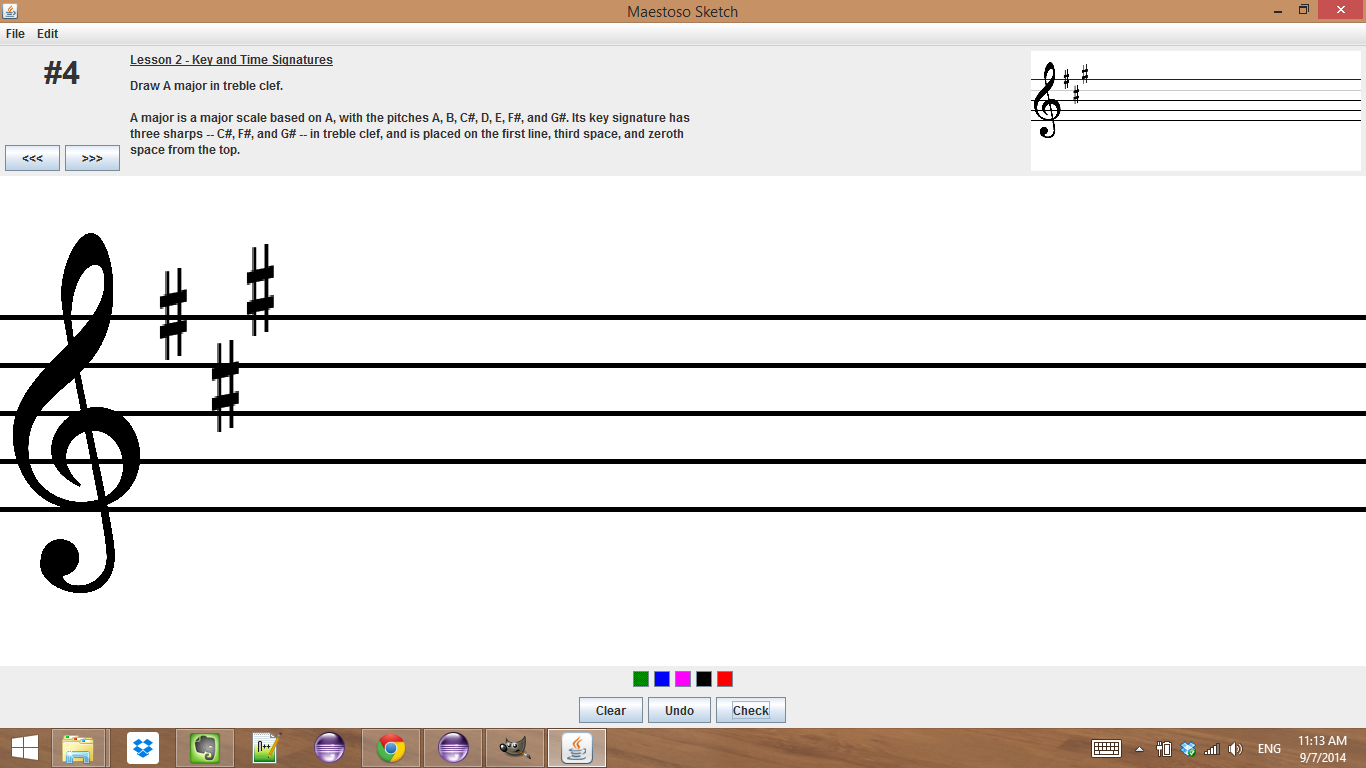 Maestoso Sketch
File Edit
#4
Lesson 2 - Key and Time Signatures
Draw A major in treble clef.
A major is a major scale based on A, with the pitches A, B, C#, D, E, F#, and G#. Its key signature has
three sharps -- C#, F#, and G# -- in treble clef, and is placed on the first line, third space, and zeroth
space from the top.
<<< >>>
Clear Undo Check
ENG
11:13 AM
9/7/2014